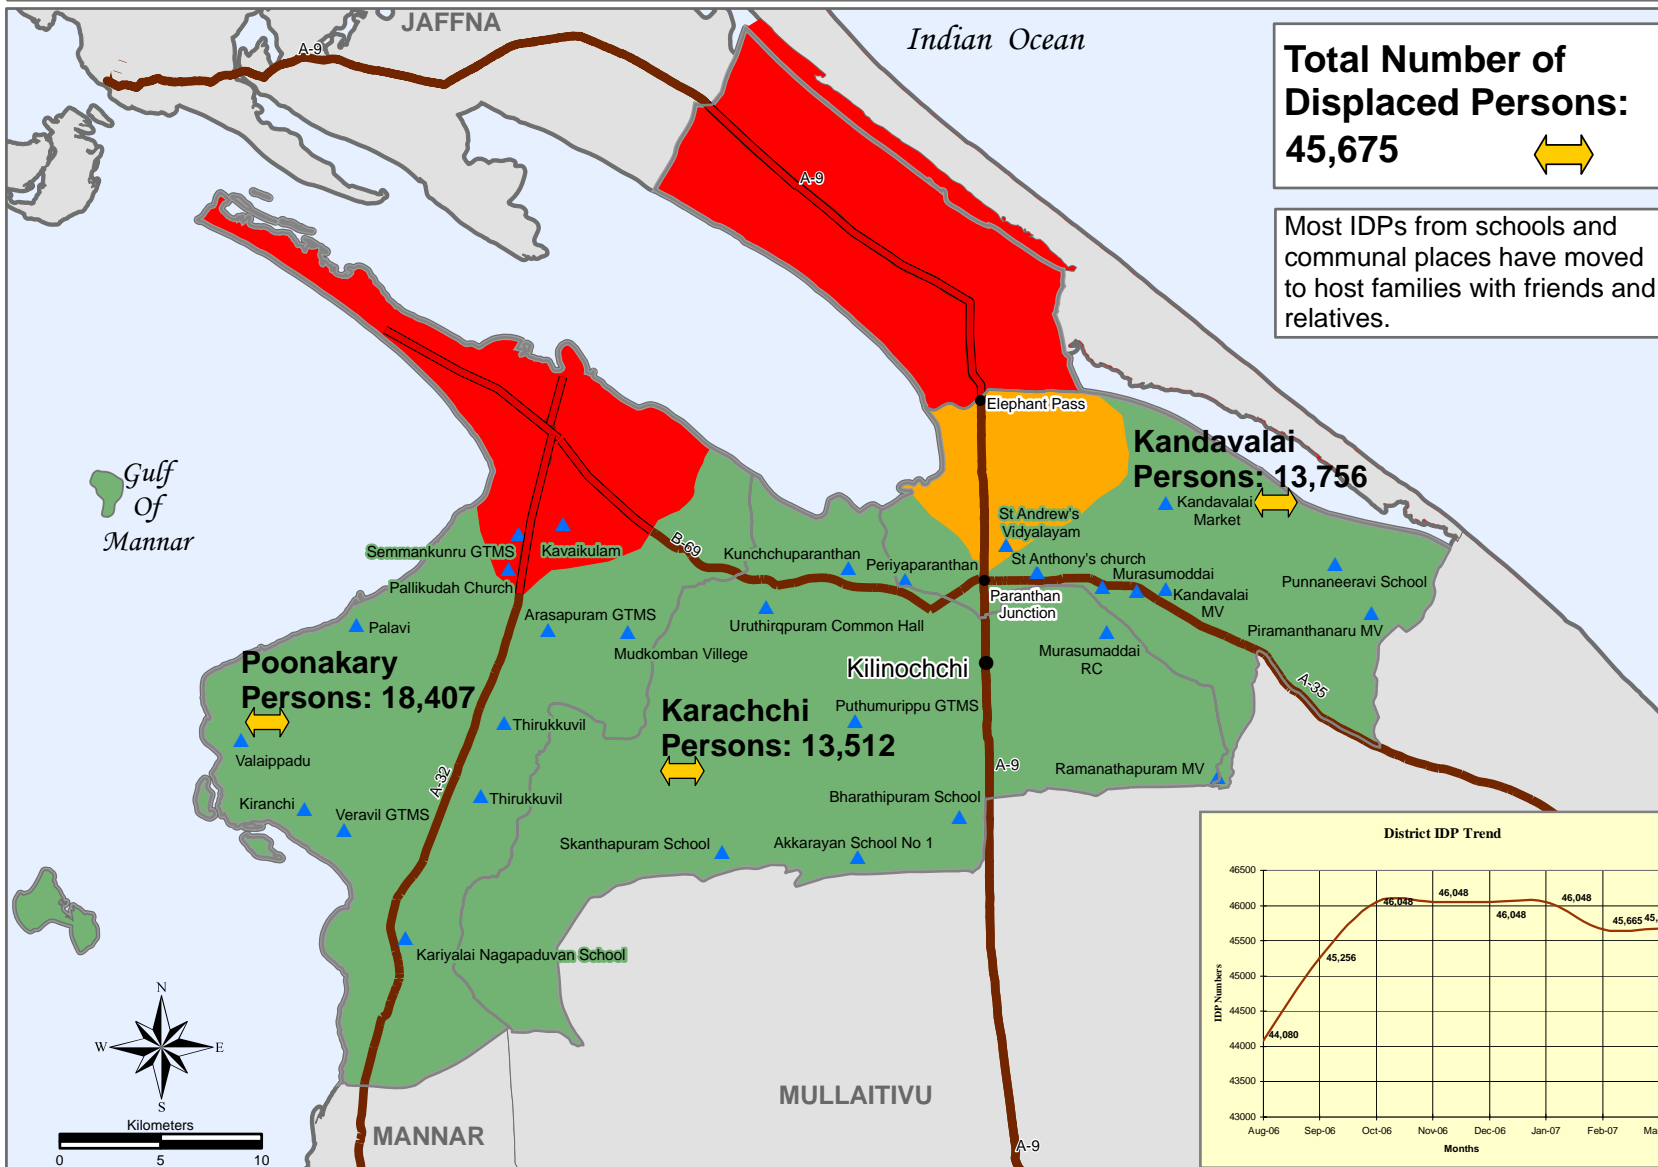 JAFFNA
A-9
Indian Ocean
Total Number of
Displaced Persons:
45,675
Most IDPs from schools and
communal places have moved
to host families with friends and
relatives.
A-9
Elephant Pass
Kandavalai
Persons: 13,756
Kandavalai
Market
Gulf
Of
Mannar
St Andrew's
Vidyalayam
Semmankunru GTMS
Kavaikulam
B-69
Kunchchuparanthan
Periyaparanthan
St Anthony's church
Murasumoddai
Punnaneeravi School
Pallikudah Church
Kandavalai
MV
Paranthan
Junction
Arasapuram GTMS
Uruthirqpuram Common Hall
Piramanthanaru MV
Palavi
Mudkomban Villege
Murasumaddai
RC
Kilinochchi
Poonakary
Persons: 18,407
A-35
Karachchi
Persons: 13,512
Puthumurippu GTMS
Thirukkuvil
Valaippadu
A-32
A-9
Ramanathapuram MV
Kiranchi
Thirukkuvil
Bharathipuram School
Veravil GTMS
Skanthapuram School
Akkarayan School No 1
Kariyalai Nagapaduvan School
N
W
E
S
Kilometers
0 5 10
MANNAR
MULLAITIVU
A-9
District IDP Trend
IDP Numbers
46500
46000
45500
45000
44500
44000
43500
43000
44,080
45,256
46,048
46,048
46,048
46,048
45,665
45,
Aug-06 Sep-06 Oct-06 Nov-06 Dec-06 Jan-07 Feb-07 Ma
Months